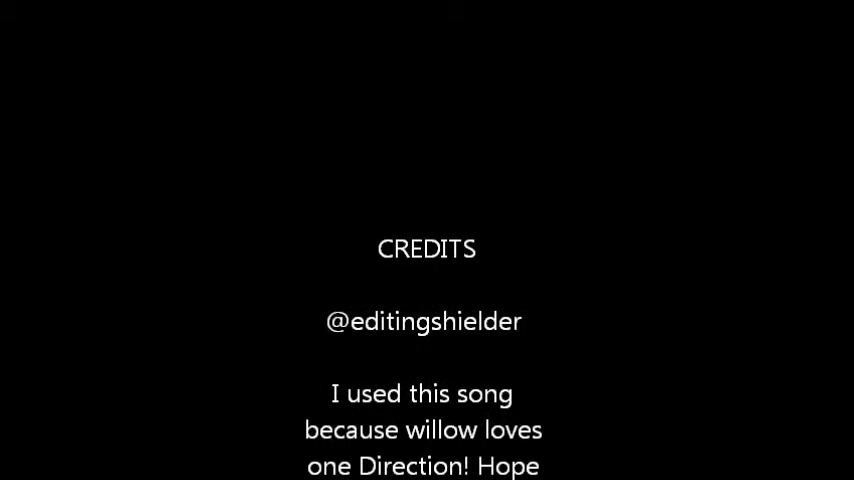 CREDITS
@editingshielder
I used this song
because willow loves
one Direction! Hope